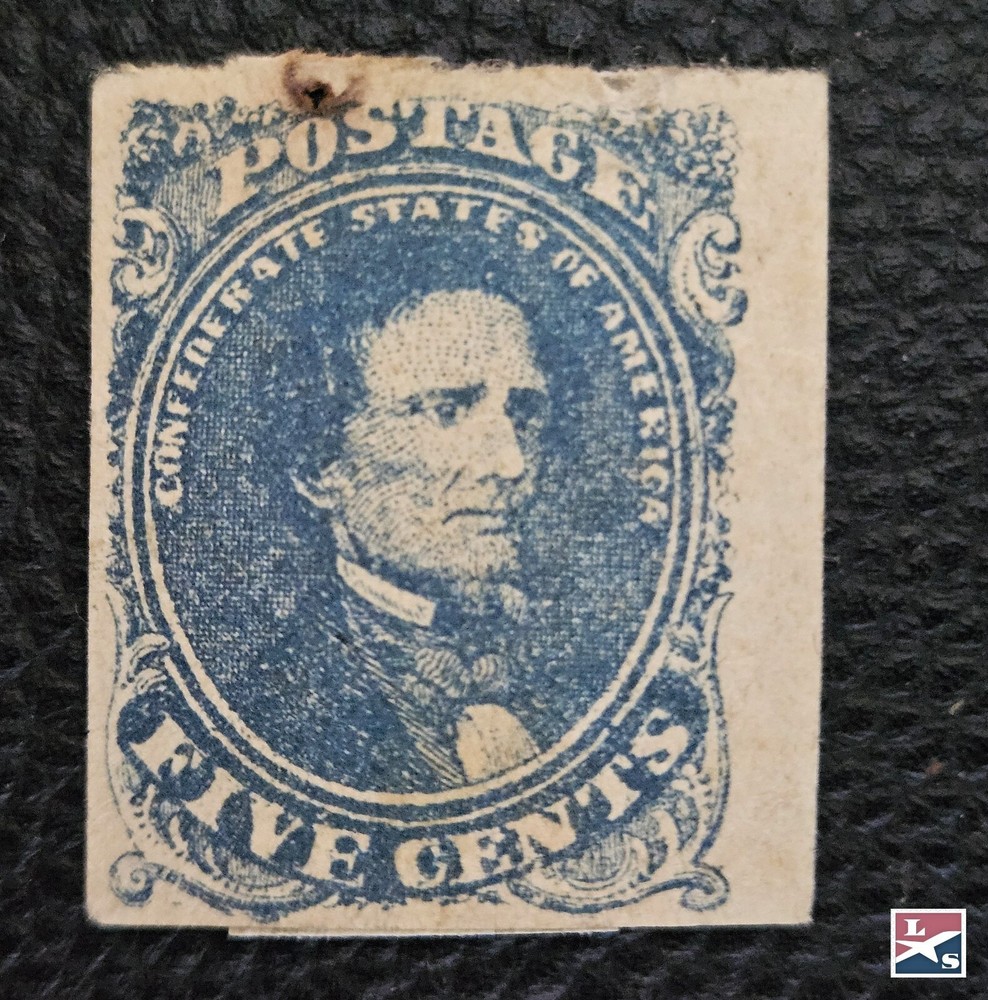 POSTAGE
CONFEDERATE STATES OF AMERICA
FIVE CENTS
L S